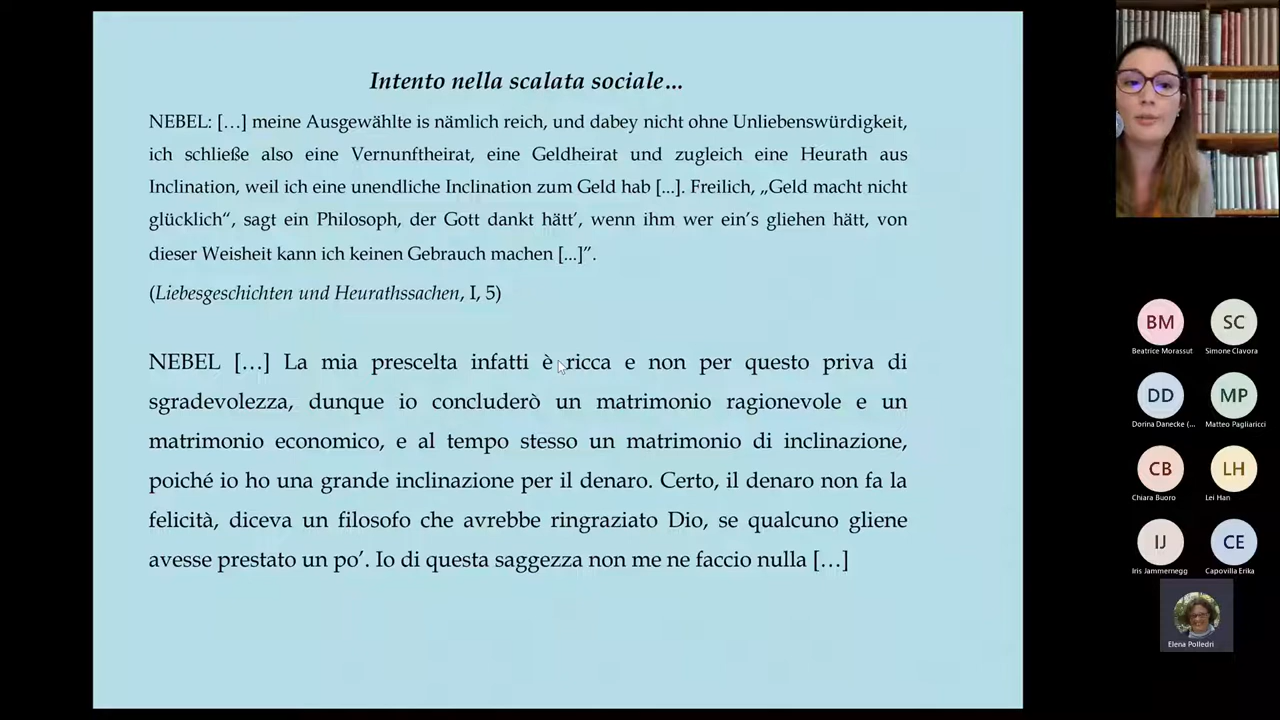 Intento nella scalata sociale…
NEBEL: […] meine Ausgewählte is nämlich reich, und dabey nicht ohne Unliebenswürdigkeit,
ich schließe also eine Vernunftheirat, eine Geldheirat und zugleich eine Heurath aus
Inclination, weil ich eine unendliche Inclination zum Geld hab [...]. Freilich, „Geld macht nicht
glücklich“, sagt ein Philosoph, der Gott dankt hätt’, wenn ihm wer ein’s gliehen hätt, von
dieser Weisheit kann ich keinen Gebrauch machen [...]”.
(Liebesgeschichten und Heurathssachen, I, 5)
NEBEL […] La mia prescelta infatti è ricca e non per questo priva di
sgradevolezza, dunque io concluderò un matrimonio ragionevole e un
matrimonio economico, e al tempo stesso un matrimonio di inclinazione,
poiché io ho una grande inclinazione per il denaro. Certo, il denaro non fa la
felicità, diceva un filosofo che avrebbe ringraziato Dio, se qualcuno gliene
avesse prestato un po’. Io di questa saggezza non me ne faccio nulla […]
BM SC
Beatrice Morassut Simone Clavora
DD MP
Dorina Danecke (... Matteo Pagliaricci
CB LH
Chiara Buoro Lei Han
IJ CE
Iris Jammernegg Capovilla Erika
Elena Polledri